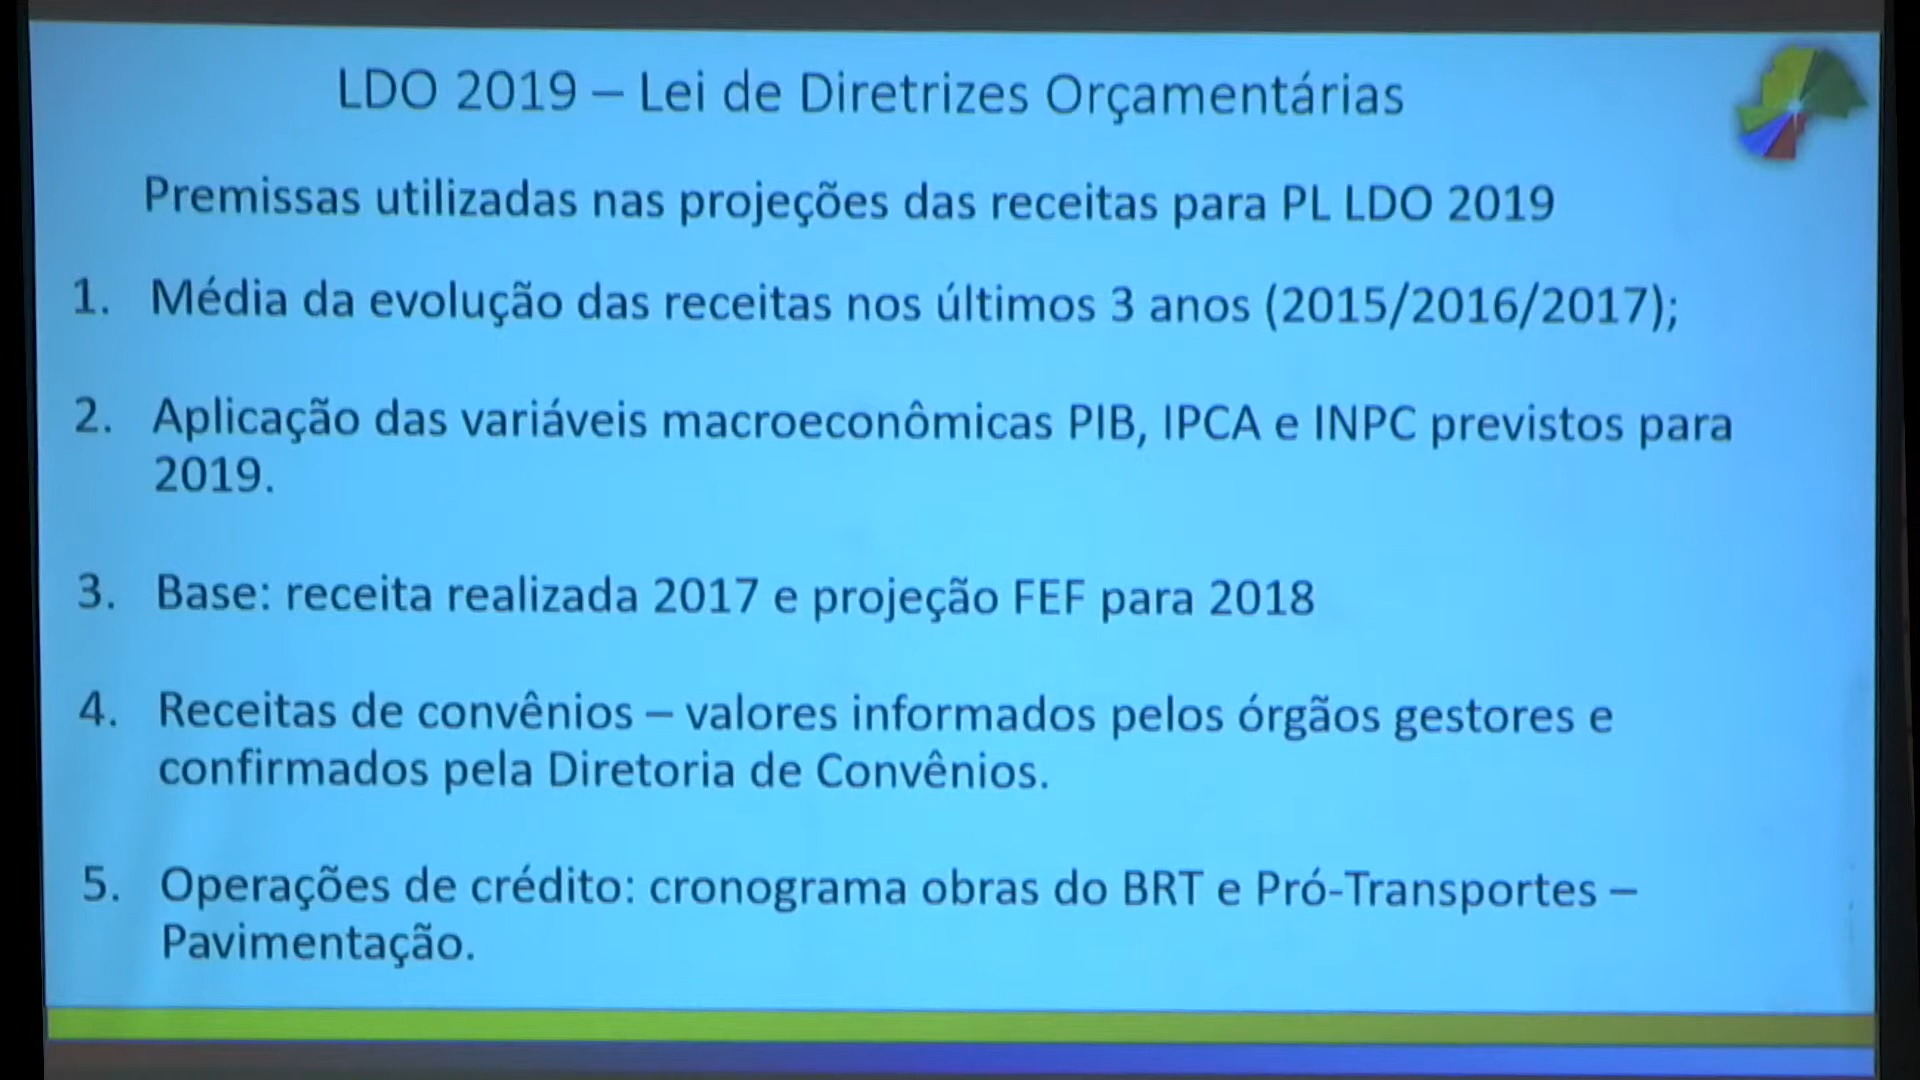 LDO 2019 – Lei de Diretrizes Orçamentárias
Premissas utilizadas nas projeções das receitas para PL LDO 2019
1. Média da evolução das receitas nos últimos 3 anos (2015/2016/2017);
2. Aplicação das variáveis macroeconômicas PIB, IPCA e INPC previstos para
2019.
3. Base: receita realizada 2017 e projeção FEF para 2018
4. Receitas de convênios – valores informados pelos órgãos gestores e
confirmados pela Diretoria de Convênios.
5. Operações de crédito: cronograma obras do BRT e Pró-Transportes –
Pavimentação.